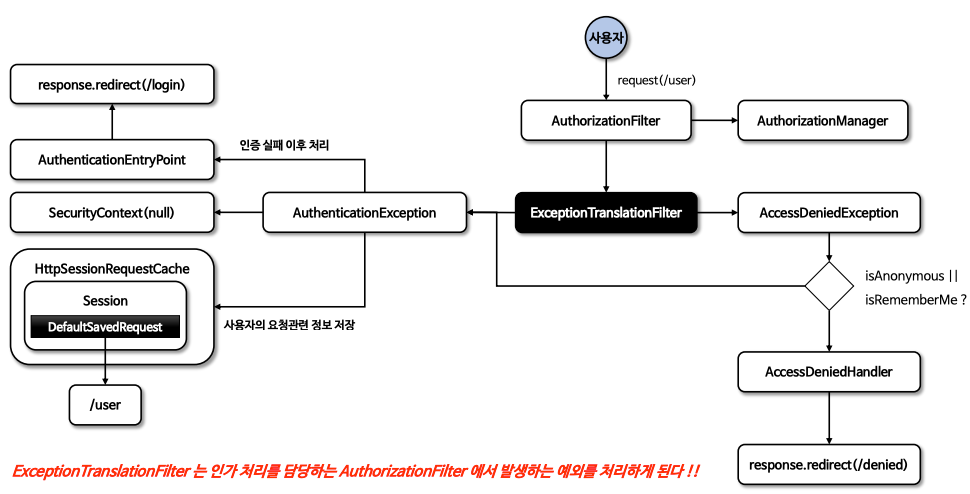 사용자
request(/user)
response.redirect(/login)
AuthorizationFilter
AuthorizationManager
인증 실패 이후 처리
AuthenticationEntryPoint
SecurityContext(null)
AuthenticationException
ExceptionTranslationFilter
AccessDeniedException
HttpSessionRequestCache
Session
DefaultSavedRequest
isAnonymous ||
isRememberMe ?
사용자의 요청관련 정보 저장
AccessDeniedHandler
/user
response.redirect(/denied)
ExceptionTranslationFilter 는 인가 처리를 담당하는 AuthorizationFilter 에서 발생하는 예외를 처리하게 된다 !!